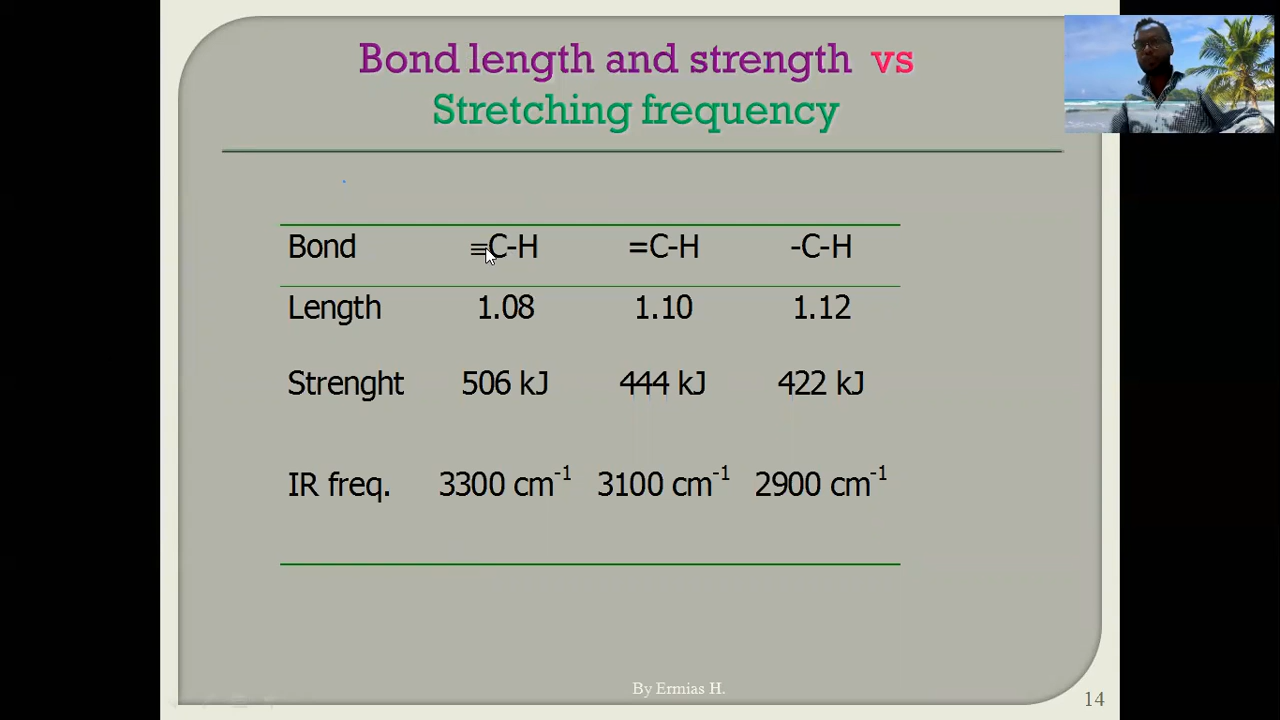 Bond length and strength vs
Stretching frequency
Bond ≡C-H =C-H -C-H
Length 1.08 1.10 1.12
Strenght 506 kJ 444 kJ 422 kJ
IR freq. 3300 cm⁻¹ 3100 cm⁻¹ 2900 cm⁻¹
By Ermias H.
14